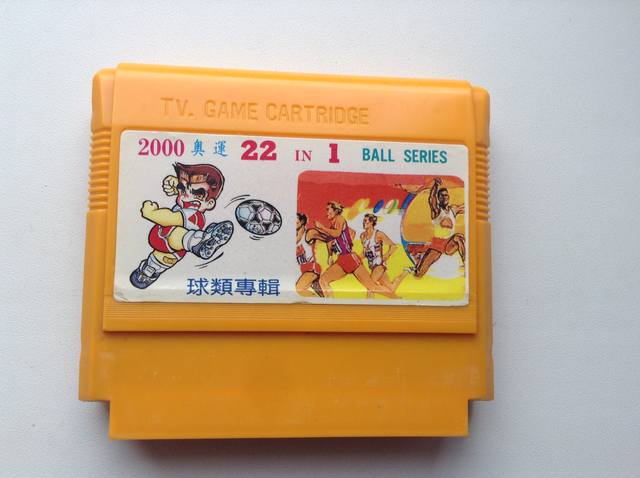 TV. GAME CARTRIDGE
2000 奧運 22 IN 1 BALL SERIES
球類專輯